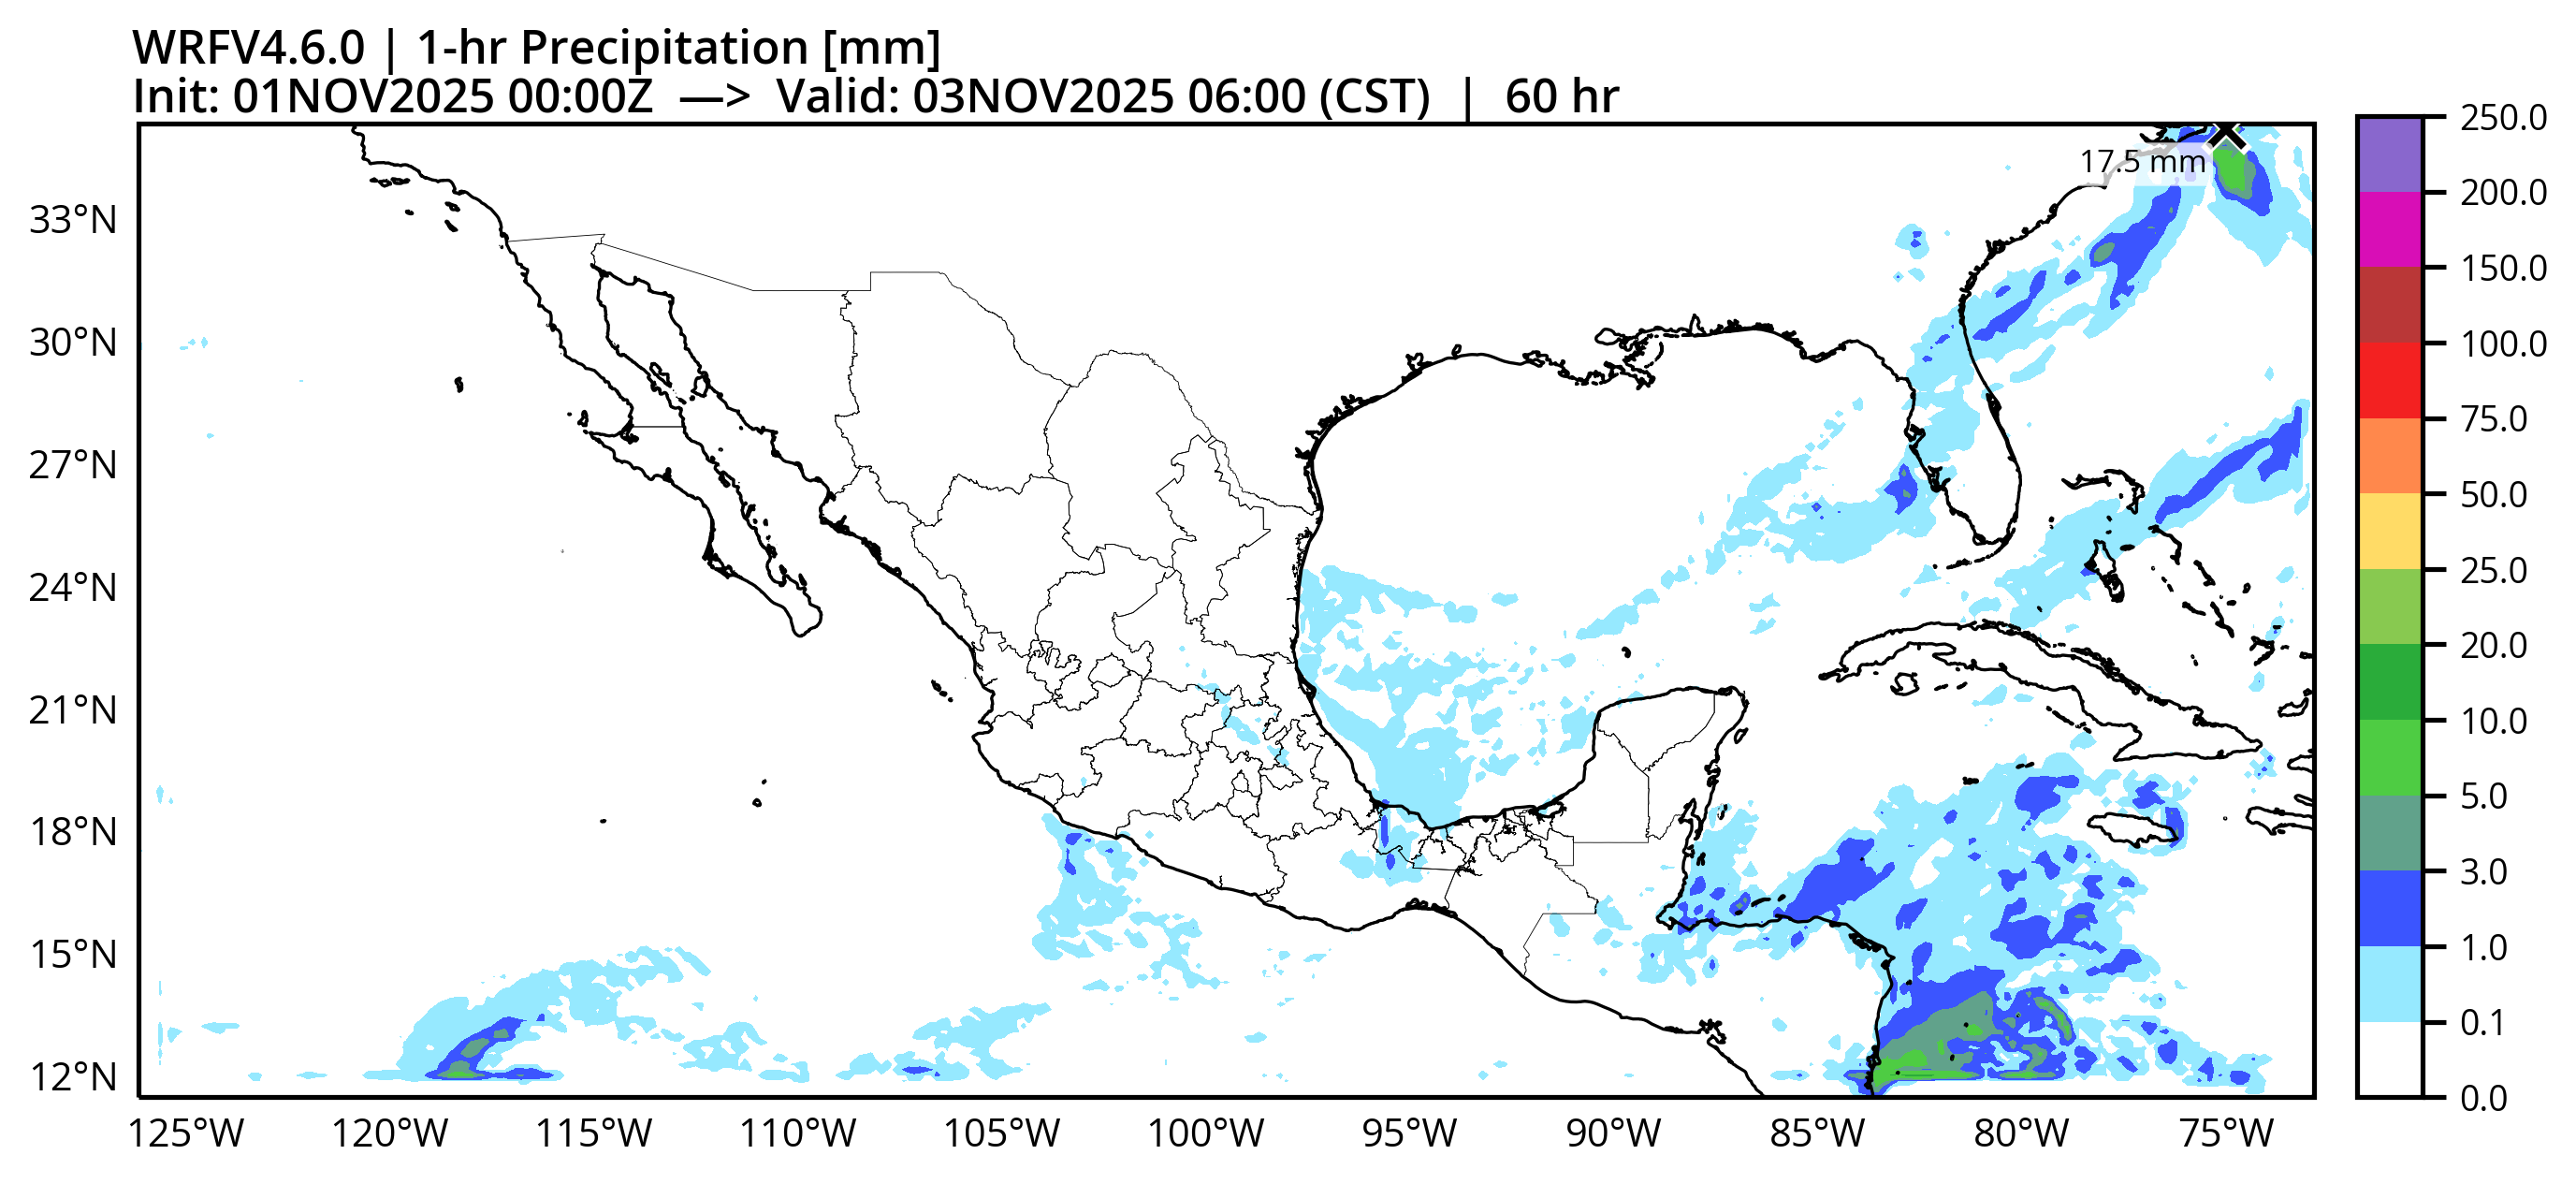 WRFV4.6.0 | 1-hr Precipitation [mm]
Init: 01NOV2025 00:00Z —> Valid: 03NOV2025 06:00 (CST) | 60 hr
17.5 mm
33°N
30°N
27°N
24°N
21°N
18°N
15°N
12°N
125°W 120°W 115°W 110°W 105°W 100°W 95°W 90°W 85°W 80°W 75°W
250.0
200.0
150.0
100.0
75.0
50.0
25.0
20.0
10.0
5.0
3.0
1.0
0.1
0.0